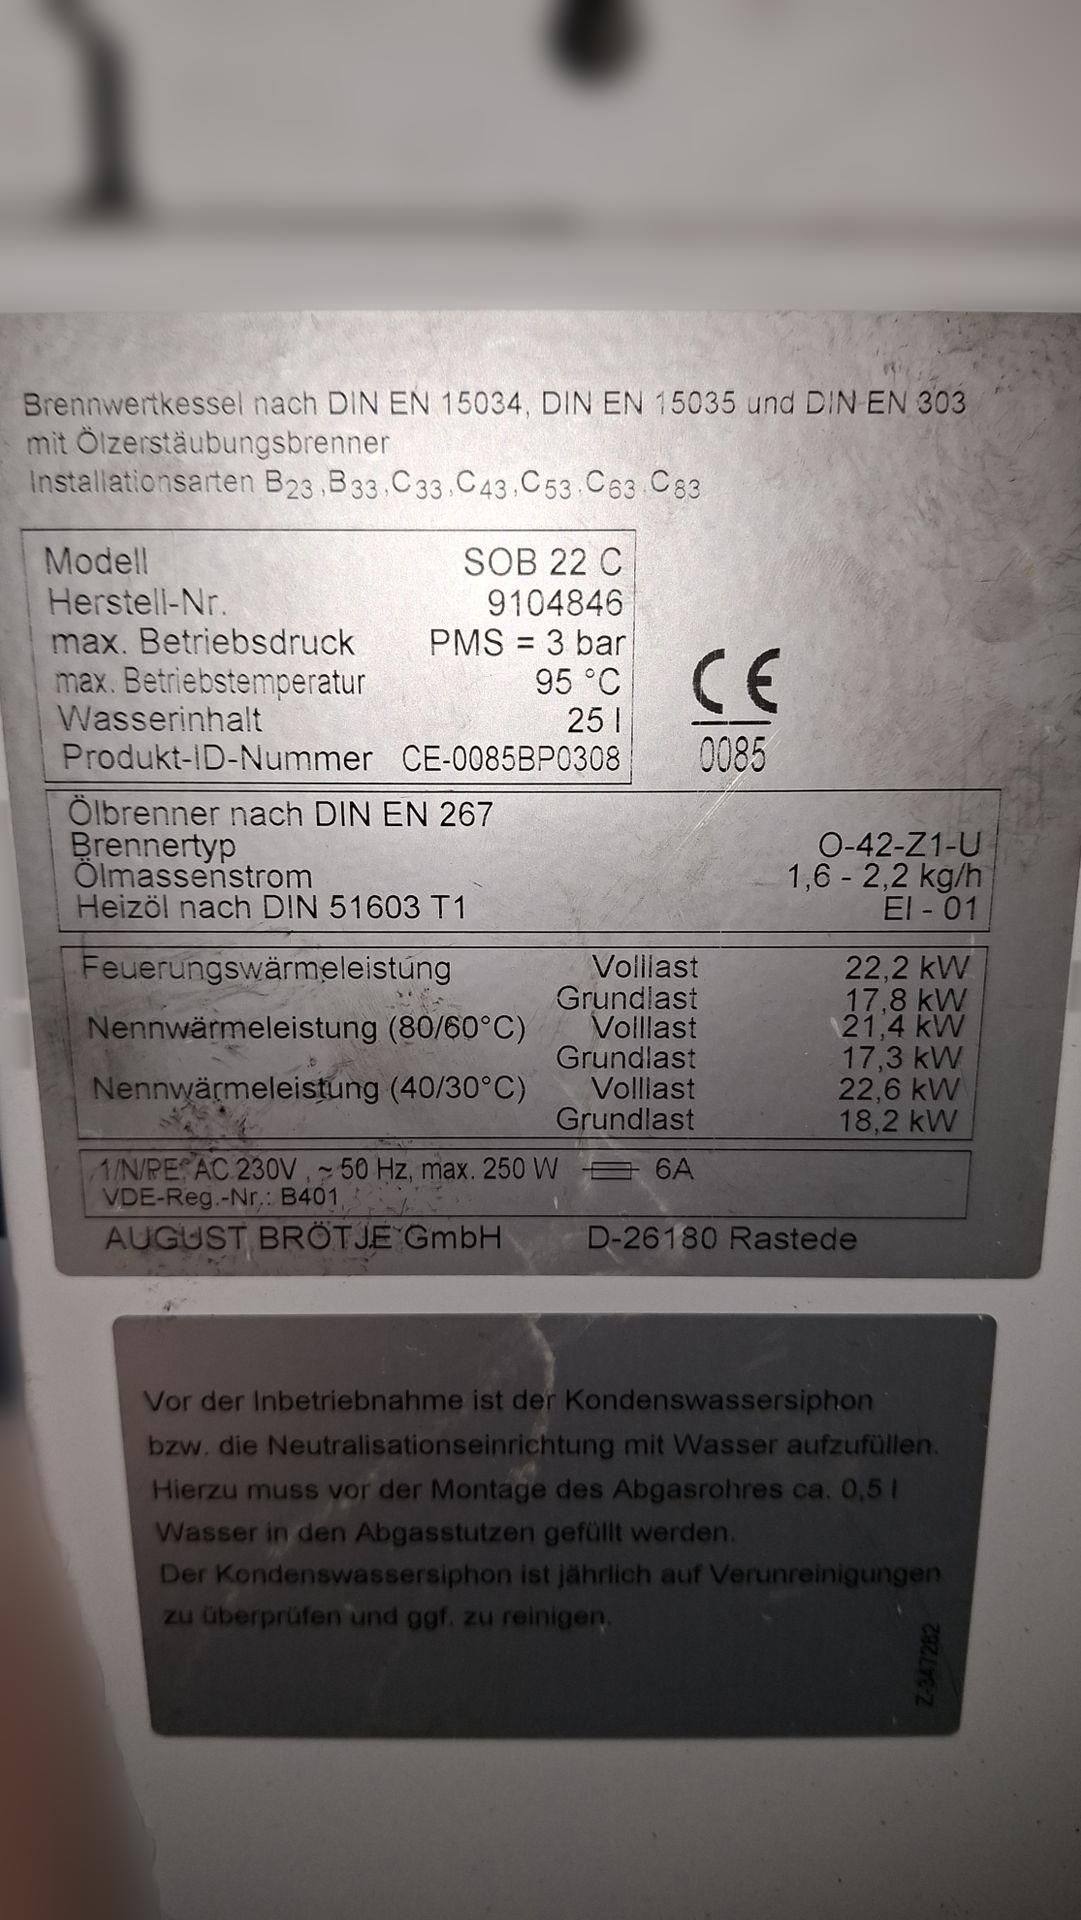 Brennwertkessel nach DIN EN 15034, DIN EN 15035 und DIN EN 303
mit Ölzerstäubungsbrenner
Installationsarten B23,B33,C33,C43,C53,C63,C83
Modell SOB 22 C
Herstell-Nr. 9104846
max. Betriebsdruck PMS = 3 bar
max. Betriebstemperatur 95 °C
Wasserinhalt 25 l
Produkt-ID-Nummer CE-0085BP0308
CE
0085
Ölbrenner nach DIN EN 267
Brennertyp O-42-Z1-U
Ölmassenstrom 1,6 - 2,2 kg/h
Heizöl nach DIN 51603 T1 El - 01
Feuerungswärmeleistung Volllast 22,2 kW
Grundlast 17,8 kW
Nennwärmeleistung (80/60°C) Volllast 21,4 kW
Grundlast 17,3 kW
Nennwärmeleistung (40/30°C) Volllast 22,6 kW
Grundlast 18,2 kW
1/N/PE, AC 230V , ~ 50 Hz, max. 250 W 6A
VDE-Reg.-Nr.: B401
AUGUST BRÖTJE GmbH D-26180 Rastede
Vor der Inbetriebnahme ist der Kondenswassersiphon
bzw. die Neutralisationseinrichtung mit Wasser aufzufüllen.
Hierzu muss vor der Montage des Abgasrohres ca. 0,5 l
Wasser in den Abgasstutzen gefüllt werden.
Der Kondenswassersiphon ist jährlich auf Verunreinigungen
zu überprüfen und ggf. zu reinigen.
Z-347282